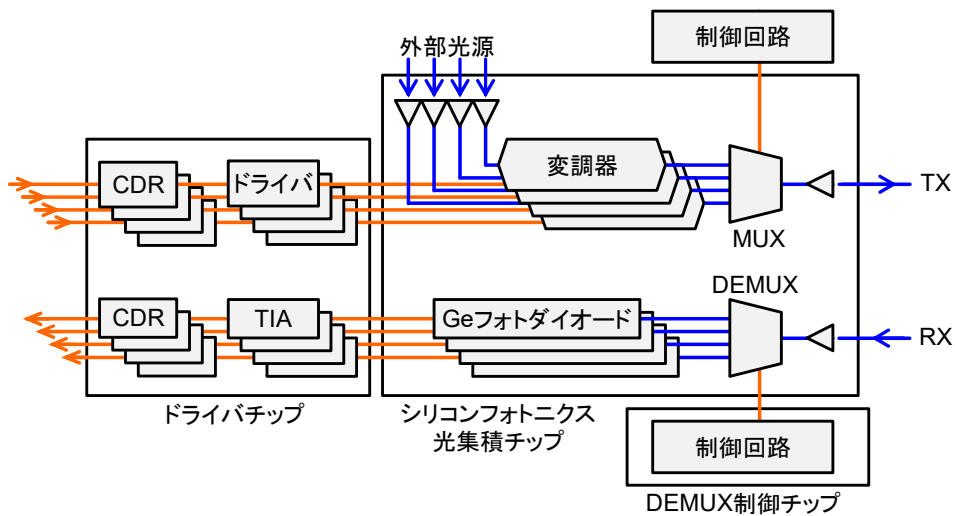 制御回路
外部光源
変調器
CDR
ドライバ
TX
MUX
DEMUX
CDR
TIA
Geフォトダイオード
RX
ドライバチップ
シリコンフォトニクス
光集積チップ
制御回路
DEMUX制御チップ